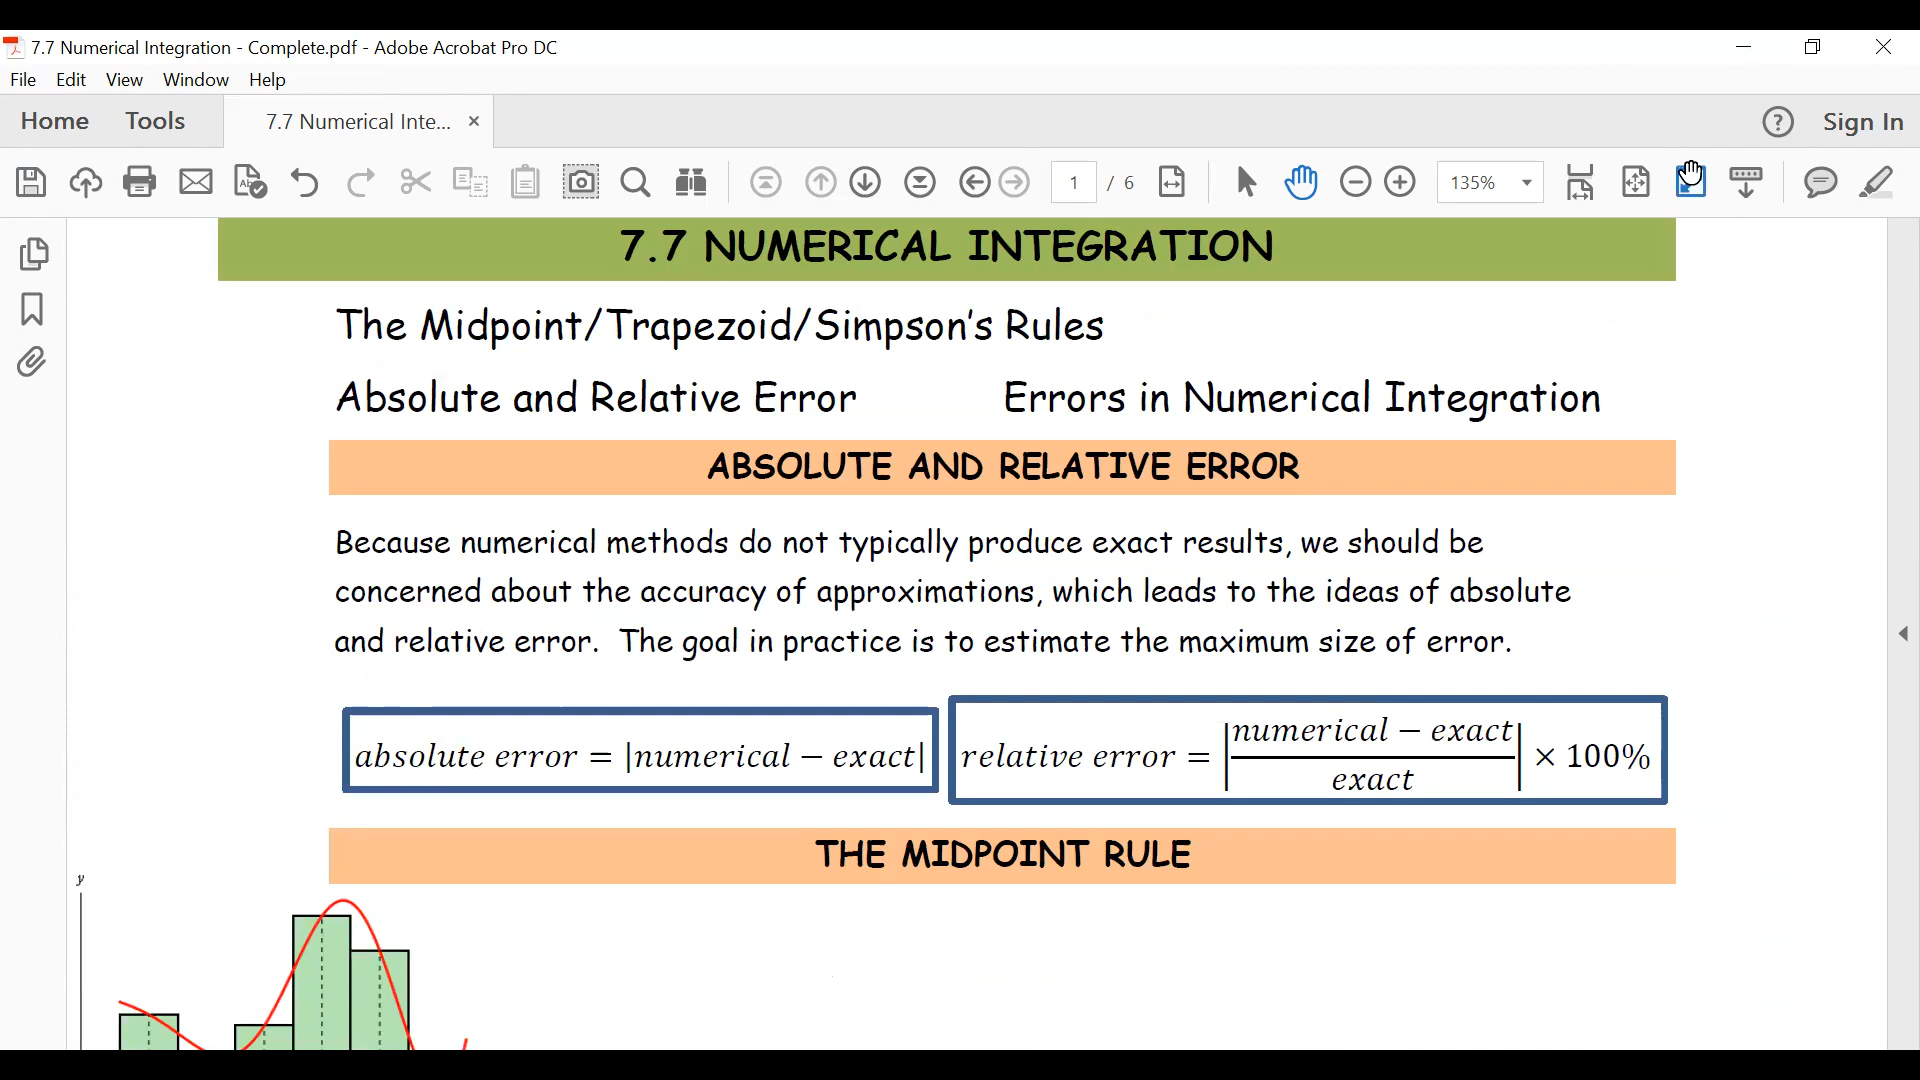 7.7 Numerical Integration - Complete.pdf - Adobe Acrobat Pro DC
File Edit View Window Help
Home Tools 7.7 Numerical Inte... × ? Sign In
1 / 6 135%
7.7 NUMERICAL INTEGRATION
The Midpoint/Trapezoid/Simpson's Rules
Absolute and Relative Error Errors in Numerical Integration
ABSOLUTE AND RELATIVE ERROR
Because numerical methods do not typically produce exact results, we should be
concerned about the accuracy of approximations, which leads to the ideas of absolute
and relative error. The goal in practice is to estimate the maximum size of error.
absolute error = |numerical − exact|
relative error = |numerical − exact / exact| × 100%
THE MIDPOINT RULE
y